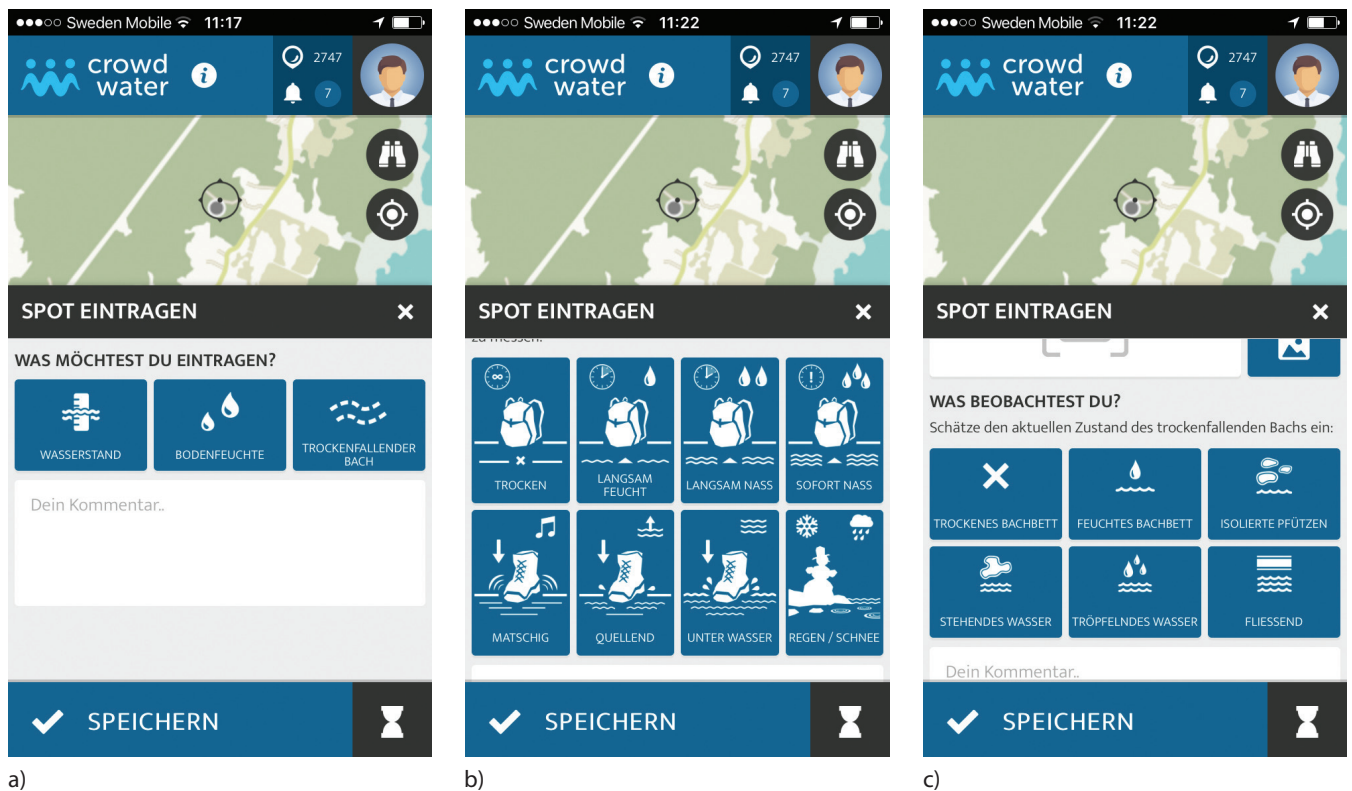 Sweden Mobile 11:17
crowd
water
i
2747
7
SPOT EINTRAGEN
WAS MÖCHTEST DU EINTRAGEN?
WASSERSTAND
BODENFEUCHTE
TROCKENFALLENDER
BACH
Dein Kommentar..
SPEICHERN
a)
Sweden Mobile 11:22
crowd
water
i
2747
7
SPOT EINTRAGEN
zu messen.
TROCKEN
LANGSAM
FEUCHT
LANGSAM NASS
SOFORT NASS
MATSCHIG
QUELLEND
UNTER WASSER
REGEN / SCHNEE
SPEICHERN
b)
Sweden Mobile 11:22
crowd
water
i
2747
7
SPOT EINTRAGEN
WAS BEOBACHTEST DU?
Schätze den aktuellen Zustand des trockenfallenden Bachs ein:
TROCKENES BACHBETT
FEUCHTES BACHBETT
ISOLIERTE PFÜTZEN
STEHENDES WASSER
TRÖPFELNDES WASSER
FLIESSEND
Dein Kommentar..
SPEICHERN
c)